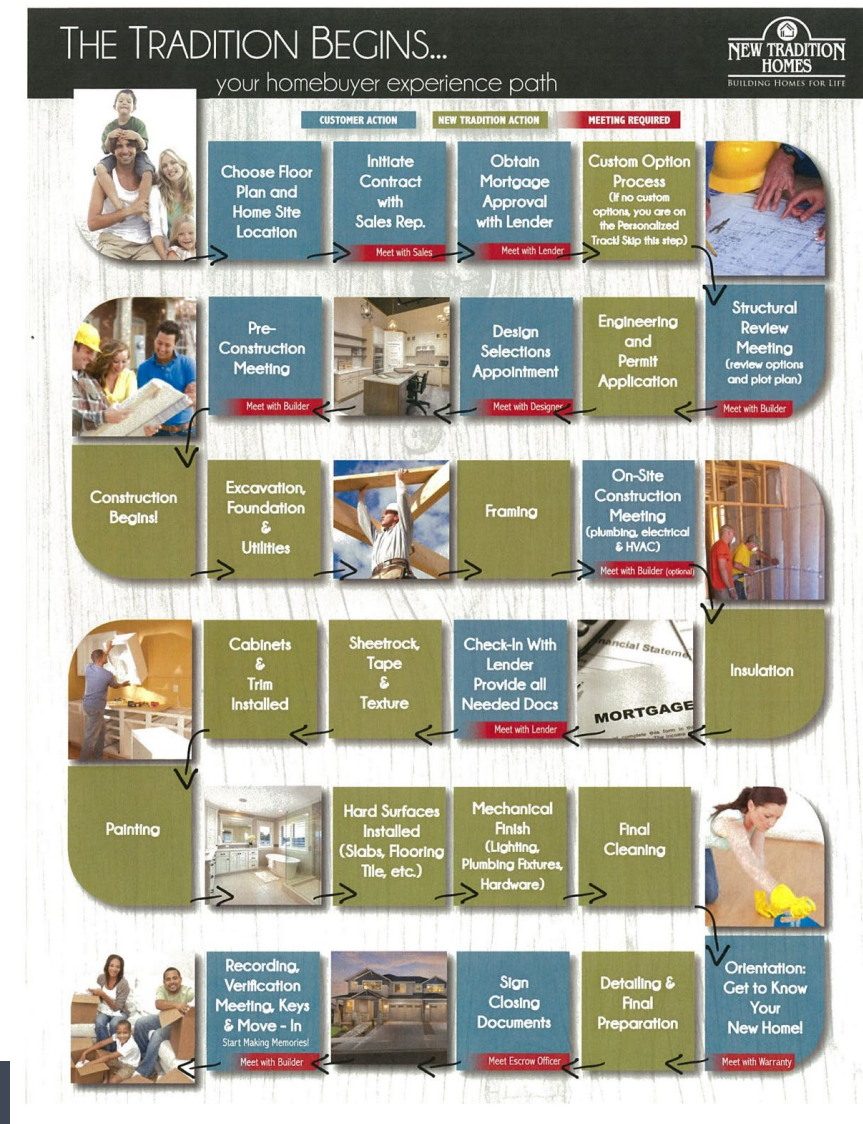 THE TRADITION BEGINS...
your homebuyer experience path
NEW TRADITION
HOMES
BUILDING HOMES FOR LIFE
CUSTOMER ACTION
NEW TRADITION ACTION
MEETING REQUIRED
Choose Floor
Plan and
Home Site
Location
Initiate
Contract
with
Sales Rep.
Meet with Sales
Obtain
Mortgage
Approval
with Lender
Meet with Lender
Custom Option
Process
(If no custom
options, you are on
the Personalized
Track! Skip this step)
Structural
Review
Meeting
(review options
and plot plan)
Meet with Builder
Engineering
and
Permit
Application
Design
Selections
Appointment
Meet with Designer
Pre-
Construction
Meeting
Meet with Builder
Construction
Begins!
Excavation,
Foundation
&
Utilities
Framing
On-Site
Construction
Meeting
(plumbing, electrical
& HVAC)
Meet with Builder (optional)
Insulation
Financial Stateme
MORTGAGE
complete this form in
Check-In With
Lender
Provide all
Needed Docs
Meet with Lender
Sheetrock,
Tape
&
Texture
Cabinets
&
Trim
Installed
Painting
Hard Surfaces
Installed
(Slabs, Flooring
Tile, etc.)
Mechanical
Finish
(Lighting,
Plumbing Fixtures,
Hardware)
Final
Cleaning
Orientation:
Get to Know
Your
New Home!
Meet with Warranty
Detailing &
Final
Preparation
Sign
Closing
Documents
Meet Escrow Officer
Recording,
Verification
Meeting, Keys
& Move - In
Start Making Memories!
Meet with Builder